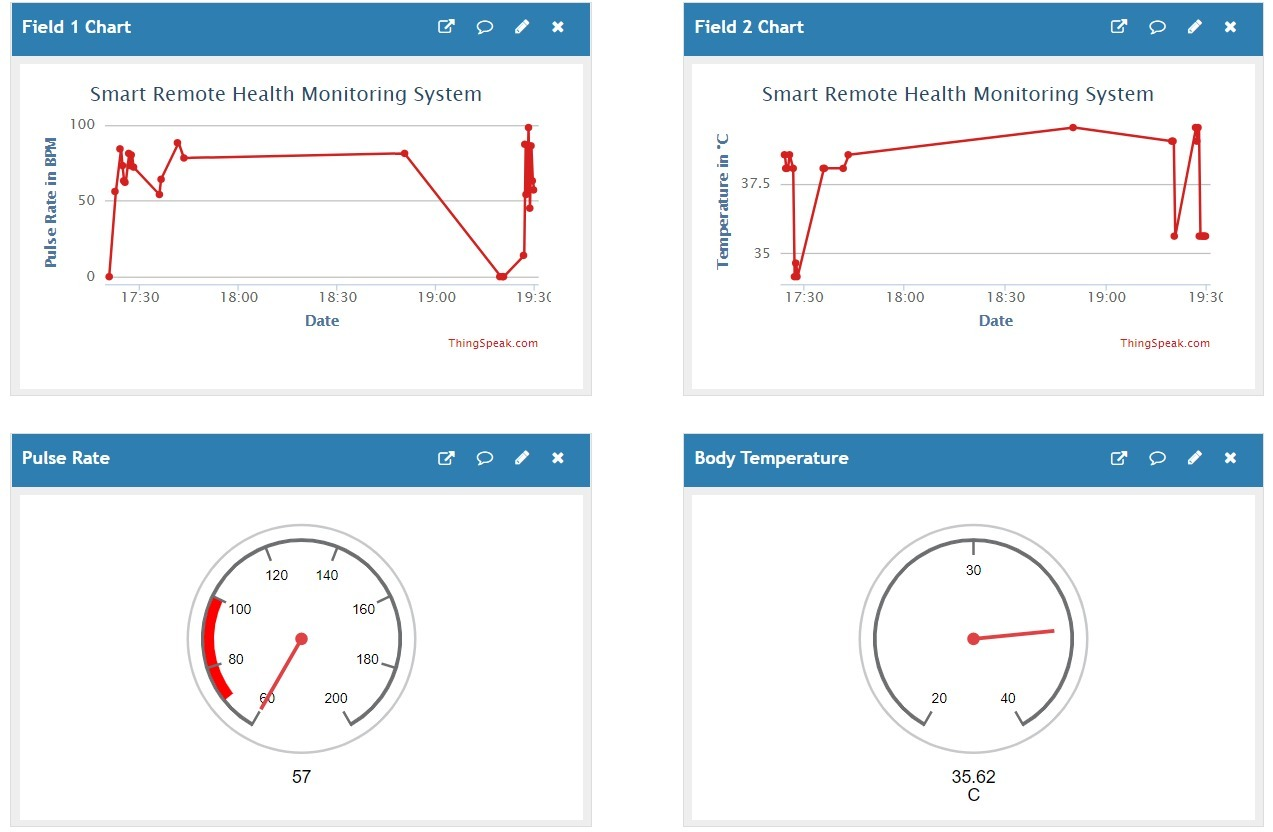 Field 1 Chart
Smart Remote Health Monitoring System
Pulse Rate in BPM
100
50
0
17:30 18:00 18:30 19:00 19:30
Date
ThingSpeak.com
Field 2 Chart
Smart Remote Health Monitoring System
Temperature in °C
37.5
35
17:30 18:00 18:30 19:00 19:30
Date
ThingSpeak.com
Pulse Rate
120 140
100 160
80 180
60 200
57
Body Temperature
30
20 40
35.62
C